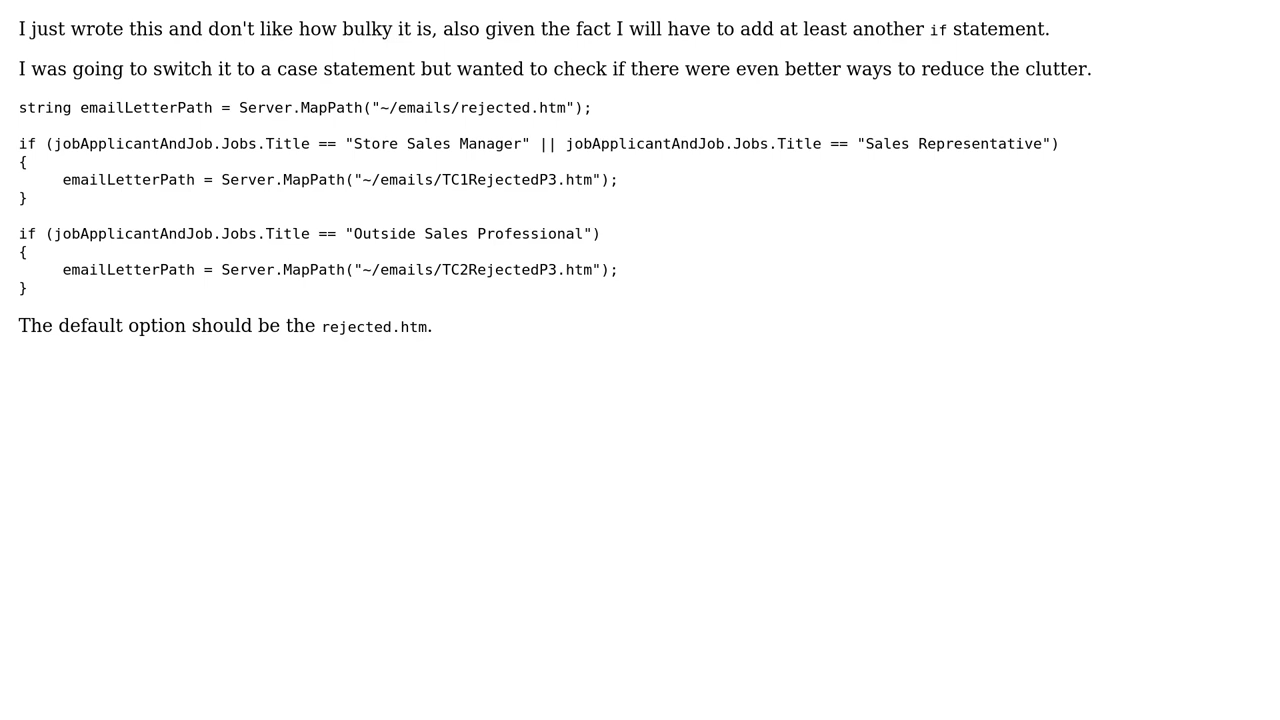 I just wrote this and don't like how bulky it is, also given the fact I will have to add at least another if statement.
I was going to switch it to a case statement but wanted to check if there were even better ways to reduce the clutter.
string emailLetterPath = Server.MapPath("~/emails/rejected.htm");
if (jobApplicantAndJob.Jobs.Title == "Store Sales Manager" || jobApplicantAndJob.Jobs.Title == "Sales Representative")
{
     emailLetterPath = Server.MapPath("~/emails/TC1RejectedP3.htm");
}
if (jobApplicantAndJob.Jobs.Title == "Outside Sales Professional")
{
     emailLetterPath = Server.MapPath("~/emails/TC2RejectedP3.htm");
}
The default option should be the rejected.htm.